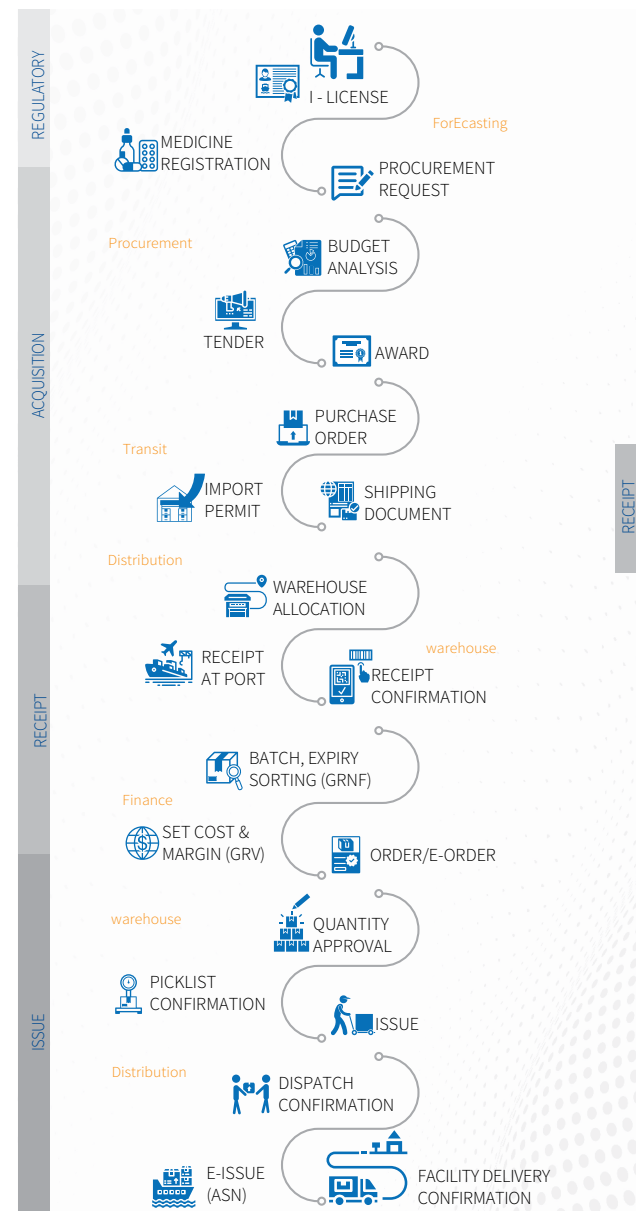 REGULATORY
I - LICENSE
ForEcasting
MEDICINE
REGISTRATION
PROCUREMENT
REQUEST
ACQUISITION
Procurement
BUDGET
ANALYSIS
TENDER
AWARD
PURCHASE
ORDER
Transit
IMPORT
PERMIT
SHIPPING
DOCUMENT
RECEIPT
Distribution
WAREHOUSE
ALLOCATION
RECEIPT
AT PORT
warehouse
RECEIPT
CONFIRMATION
RECEIPT
BATCH, EXPIRY
SORTING (GRNF)
Finance
SET COST &
MARGIN (GRV)
ORDER/E-ORDER
ISSUE
warehouse
QUANTITY
APPROVAL
PICKLIST
CONFIRMATION
ISSUE
Distribution
DISPATCH
CONFIRMATION
E-ISSUE
(ASN)
FACILITY DELIVERY
CONFIRMATION